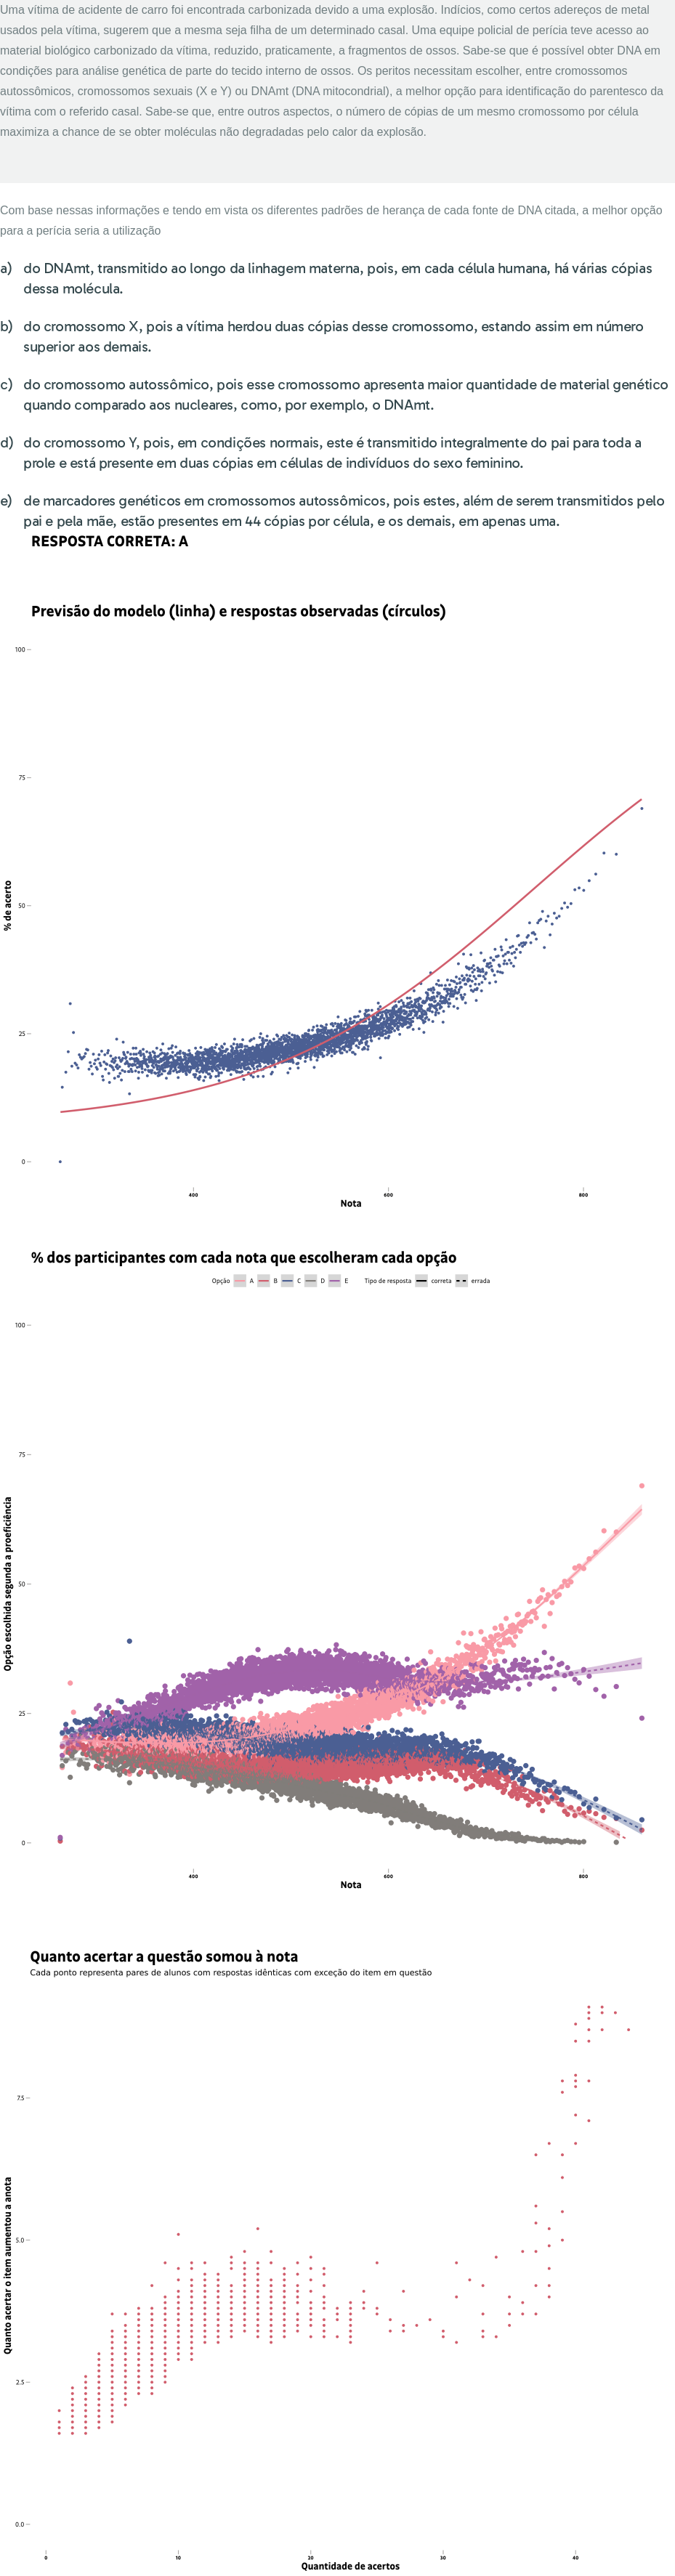 Uma vítima de acidente de carro foi encontrada carbonizada devido a uma explosão. Indícios, como certos adereços de metal
usados pela vítima, sugerem que a mesma seja filha de um determinado casal. Uma equipe policial de perícia teve acesso ao
material biológico carbonizado da vítima, reduzido, praticamente, a fragmentos de ossos. Sabe-se que é possível obter DNA em
condições para análise genética de parte do tecido interno de ossos. Os peritos necessitam escolher, entre cromossomos
autossômicos, cromossomos sexuais (X e Y) ou DNAmt (DNA mitocondrial), a melhor opção para identificação do parentesco da
vítima com o referido casal. Sabe-se que, entre outros aspectos, o número de cópias de um mesmo cromossomo por célula
maximiza a chance de se obter moléculas não degradadas pelo calor da explosão.
Com base nessas informações e tendo em vista os diferentes padrões de herança de cada fonte de DNA citada, a melhor opção
para a perícia seria a utilização
a) do DNAmt, transmitido ao longo da linhagem materna, pois, em cada célula humana, há várias cópias
dessa molécula.
b) do cromossomo X, pois a vítima herdou duas cópias desse cromossomo, estando assim em número
superior aos demais.
c) do cromossomo autossômico, pois esse cromossomo apresenta maior quantidade de material genético
quando comparado aos nucleares, como, por exemplo, o DNAmt.
d) do cromossomo Y, pois, em condições normais, este é transmitido integralmente do pai para toda a
prole e está presente em duas cópias em células de indivíduos do sexo feminino.
e) de marcadores genéticos em cromossomos autossômicos, pois estes, além de serem transmitidos pelo
pai e pela mãe, estão presentes em 44 cópias por célula, e os demais, em apenas uma.
RESPOSTA CORRETA: A
Previsão do modelo (linha) e respostas observadas (círculos)
100
75
% de acerto
50
25
0
400 600 800
Nota
% dos participantes com cada nota que escolheram cada opção
Opção A B C D E Tipo de resposta correta errada
100
75
Opção escolhida segunda a proeficiência
50
25
0
400 600 800
Nota
Quanto acertar a questão somou à nota
Cada ponto representa pares de alunos com respostas idênticas com exceção do item em questão
7.5
Quanto acertar o item aumentou a anota
5.0
2.5
0.0
0 10 20 30 40
Quantidade de acertos